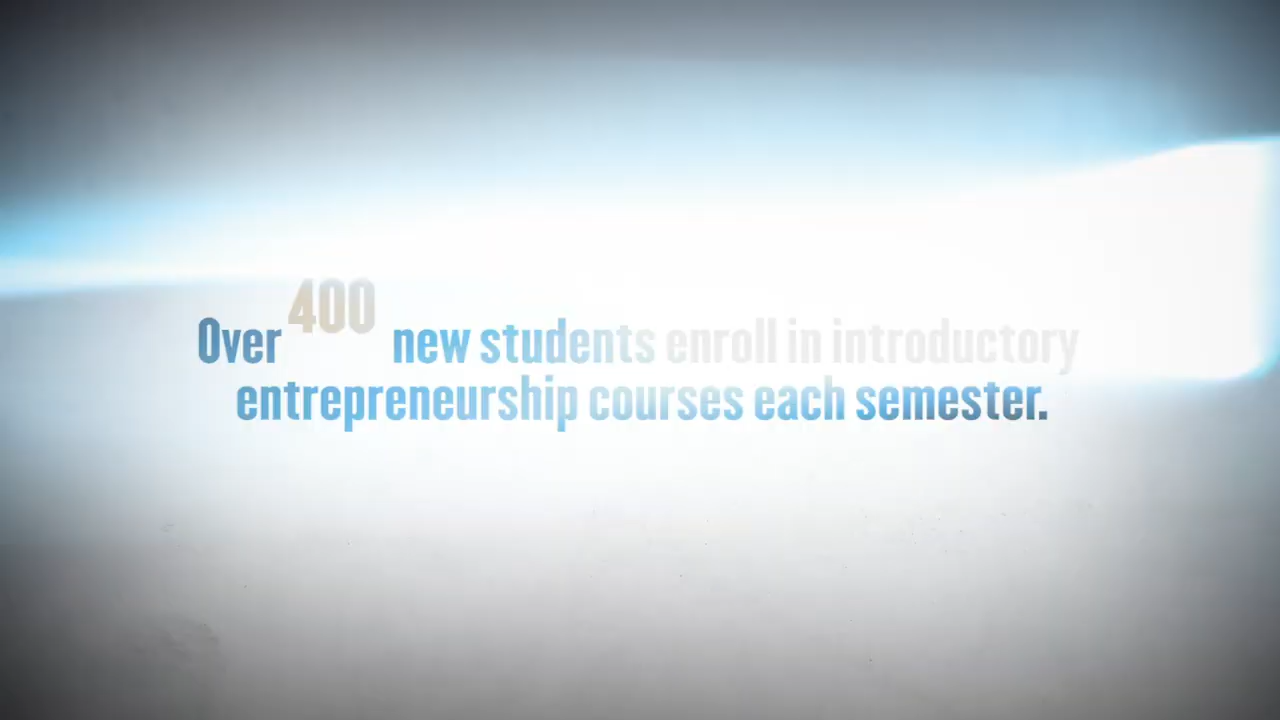 Over 400 new students enroll in introductory
entrepreneurship courses each semester.